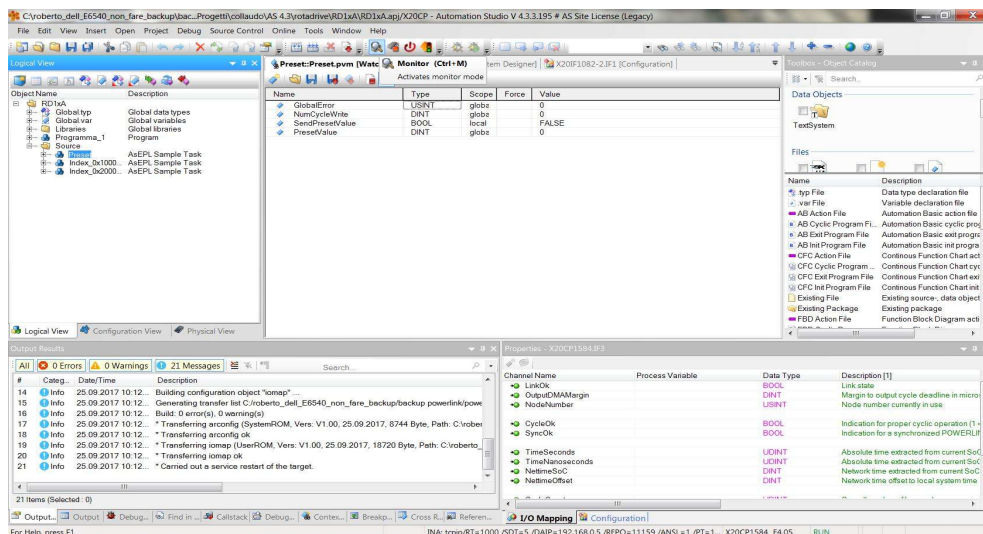 C:\roberto_dell_E6540_non_fare_backup\bac...Progetti\collaudo\AS 4.3\rotadrive\RD1xA\RD1xA.apj/X20CP - Automation Studio V 4.3.3.195 # AS Site License (Legacy)
File Edit View Insert Open Project Debug Source Control Online Tools Window Help
Logical View
Object Name Description
RD1xA
Global.typ Global data types
Global.var Global variables
Libraries Global libraries
Programma_1 Program
Source
Preset AsEPL Sample Task
Index_0x1000... AsEPL Sample Task
Index_0x2000... AsEPL Sample Task
Logical View Configuration View Physical View
Preset::Preset.pvm [Watc
Monitor (Ctrl+M)
Activates monitor mode
tem Designer] X20IF1082-2.IF1 [Configuration]
Name Type Scope Force Value
GlobalError USINT globa 0
NumCycleWrite DINT globa 0
SendPresetValue BOOL local FALSE
PresetValue DINT globa 0
Toolbox - Object Catalog
Search...
Data Objects
TextSystem
Files
Name Description
.typ File Data type declaration file
.var File Variable declaration file
AB Action File Automation Basic action file
AB Cyclic Program Fi... Automation Basic cyclic prog
AB Exit Program File Automation Basic exit progra
AB Init Program File Automation Basic init progra
CFC Action File Continous Function Chart act
CFC Cyclic Program ... Continous Function Chart cyc
CFC Exit Program File Continous Function Chart exi
CFC Init Program File Continous Function Chart init
Existing File Existing source-, data object
Existing Package Existing package
FBD Action File Function Block Diagram acti
Output Results
All 0 Errors 0 Warnings 21 Messages Search...
# Categ... Date/Time Description
14 Info 25.09.2017 10:12... Building configuration object "iomap"...
15 Info 25.09.2017 10:12... Generating transfer list C:/roberto_dell_E6540_non_fare_backup/backup powerlink/powe
16 Info 25.09.2017 10:12... Build: 0 error(s), 0 warning(s)
17 Info 25.09.2017 10:12... * Transferring arconfig (SystemROM, Vers: V1.00, 25.09.2017, 8744 Byte, Path: C:\rober
18 Info 25.09.2017 10:12... * Transferring arconfig ok
19 Info 25.09.2017 10:12... * Transferring iomap (UserROM, Vers: V1.00, 25.09.2017, 18720 Byte, Path: C:\roberto_
20 Info 25.09.2017 10:12... * Transferring iomap ok
21 Info 25.09.2017 10:12... * Carried out a service restart of the target.
21 Items (Selected : 0)
Output... Output Debug... Find in ... Callstack Debug... Contex... Breakp... Cross R... Referen...
Properties - X20CP1584.IF3
Channel Name Process Variable Data Type Description [1]
LinkOk BOOL Link state
OutputDMAMargin DINT Margin to output cycle deadline in micros
NodeNumber USINT Node number currently in use
CycleOk BOOL Indication for proper cyclic operation (1 =
SyncOk BOOL Indication for a synchronized POWERLIN
TimeSeconds UDINT Absolute time extracted from current SoC
TimeNanoseconds UDINT Absolute time extracted from current SoC
NettimeSoC DINT Network time extracted from current SoC
NettimeOffset DINT Network time offset to local system time
I/O Mapping Configuration
For Help, press F1 INA: tcpip/RT=1000 /SDT=5 /DAIP=192.168.0.5 /REPO=11159 /ANSL=1 /PT=1... X20CP1584 F4.05 RUN